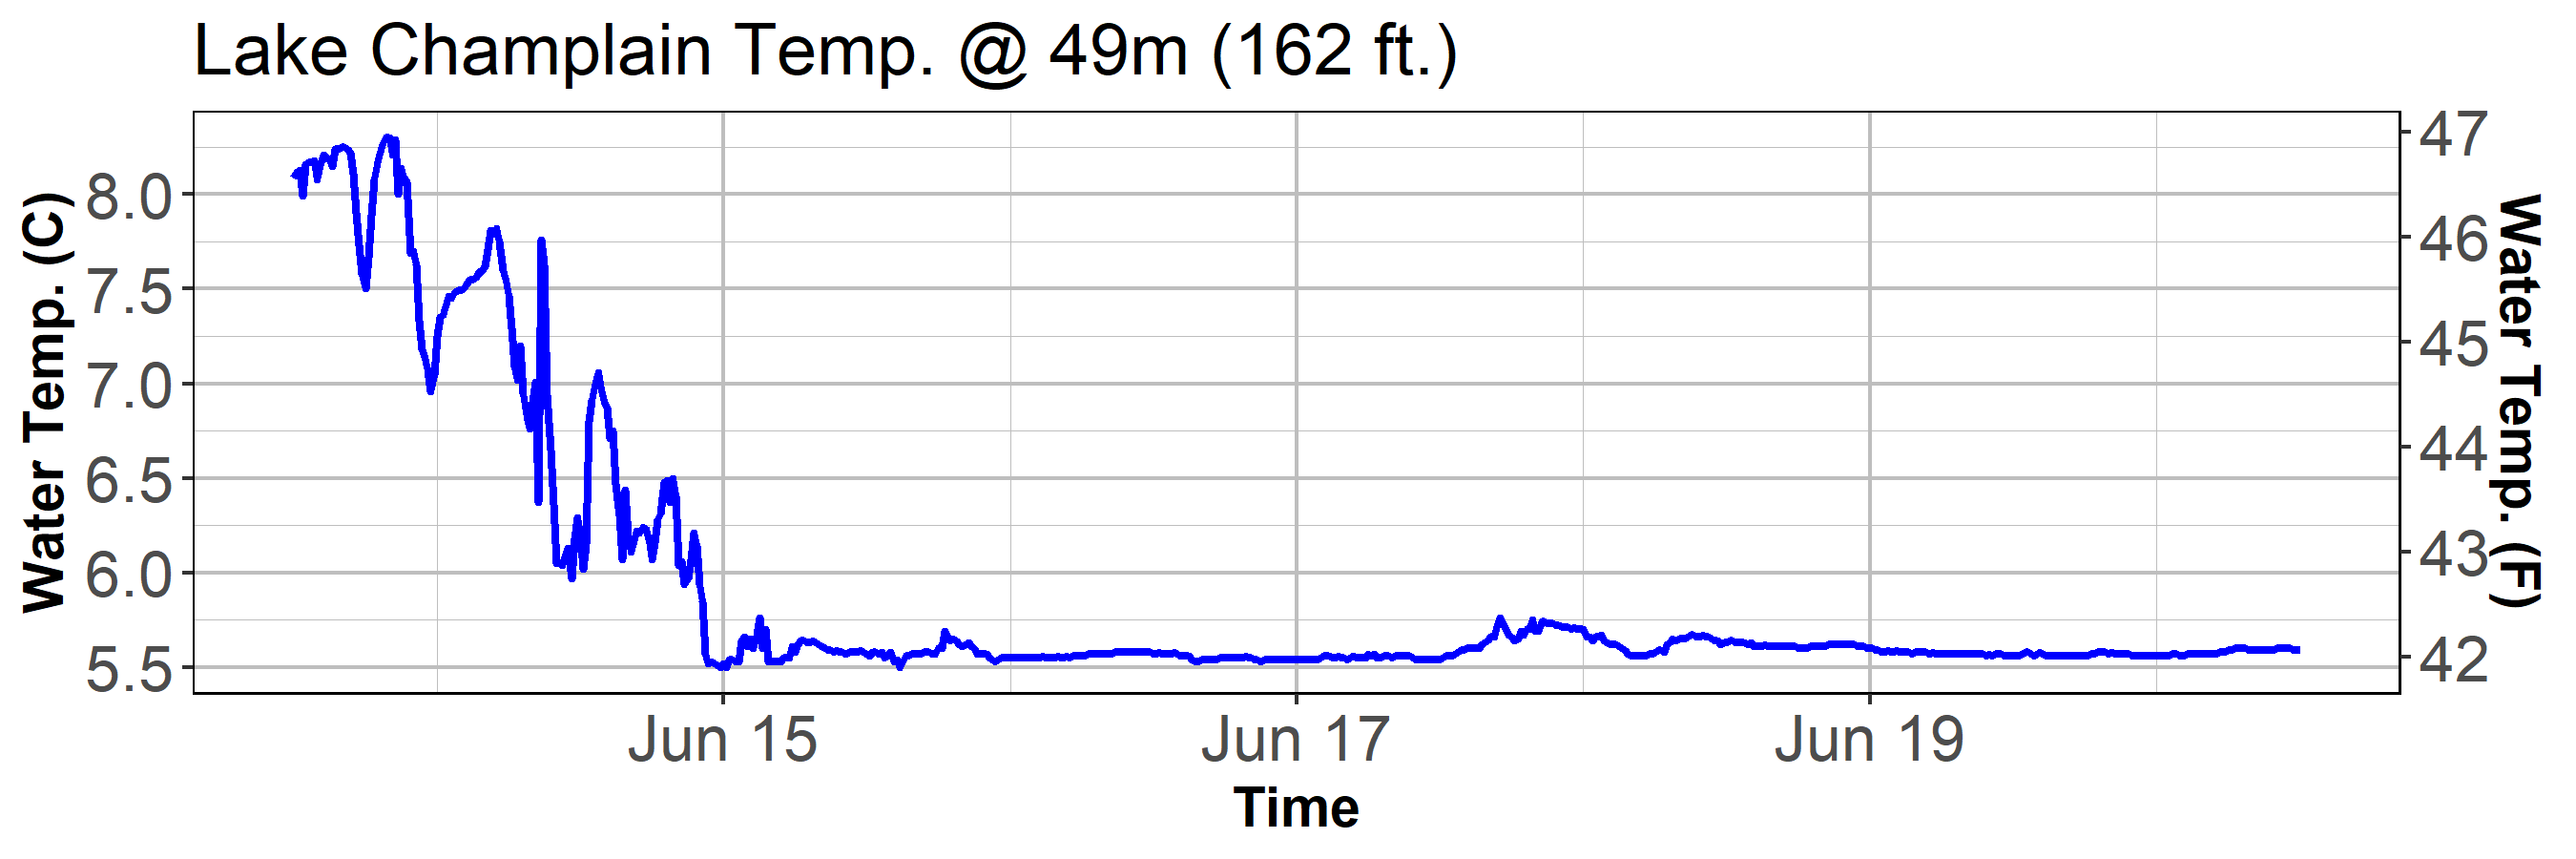 Lake Champlain Temp. @ 49m (162 ft.)
Water Temp. (C)
8.0
7.5
7.0
6.5
6.0
5.5
47
46
45
44
43
42
Water Temp. (F)
Jun 15
Jun 17
Jun 19
Time